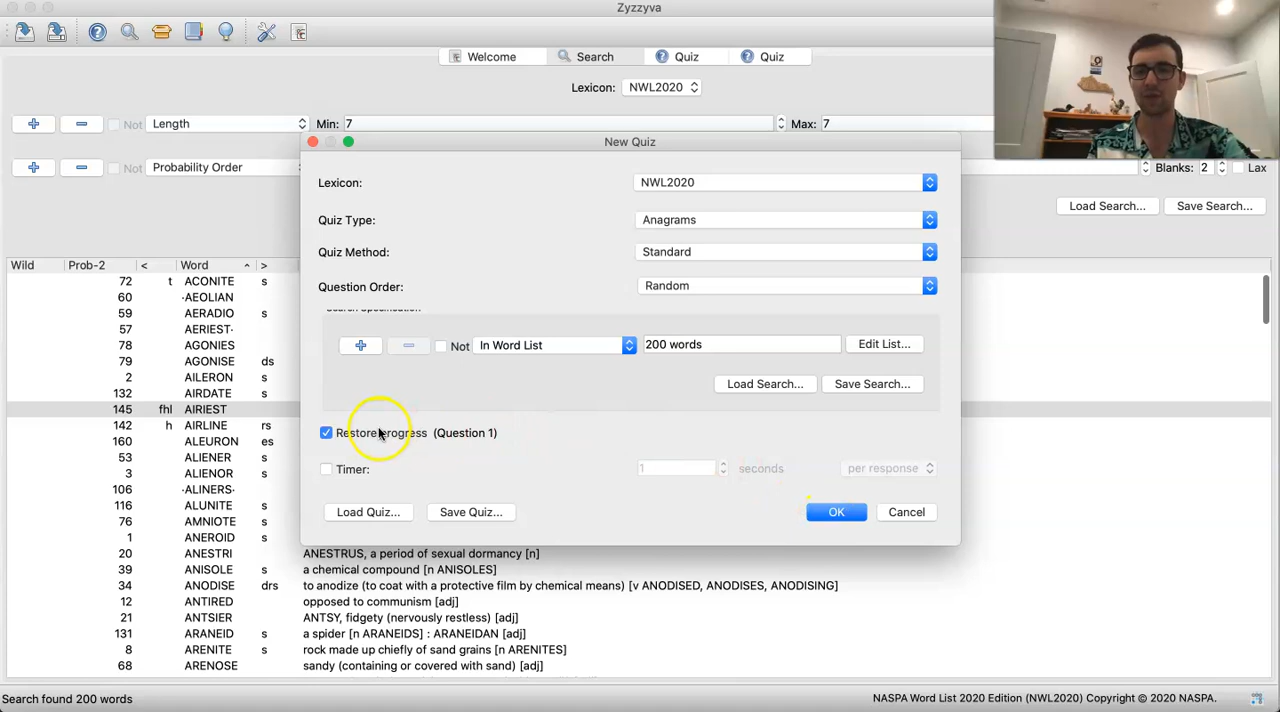 Zyzzyva
Welcome Search Quiz Quiz
Lexicon: NWL2020
Not Length Min: 7 Max: 7
Not Probability Order Blanks: 2 Lax
Load Search... Save Search...
New Quiz
Lexicon: NWL2020
Quiz Type: Anagrams
Quiz Method: Standard
Question Order: Random
Search Specification
Not In Word List 200 words Edit List...
Load Search... Save Search...
Restore progress (Question 1)
Timer: 1 seconds per response
Load Quiz... Save Quiz... OK Cancel
Wild Prob-2 < Word >
72 t ACONITE s
60 ·AEOLIAN
59 AERADIO s
57 AERIEST·
78 AGONIES
79 AGONISE ds
2 AILERON s
132 AIRDATE s
145 fhl AIRIEST
142 h AIRLINE rs
160 ALEURON es
53 ALIENER s
3 ALIENOR s
106 ·ALINERS·
116 ALUNITE s
76 AMNIOTE s
1 ANEROID s
20 ANESTRI ANESTRUS, a period of sexual dormancy [n]
39 ANISOLE s a chemical compound [n ANISOLES]
34 ANODISE drs to anodize (to coat with a protective film by chemical means) [v ANODISED, ANODISES, ANODISING]
12 ANTIRED opposed to communism [adj]
21 ANTSIER ANTSY, fidgety (nervously restless) [adj]
131 ARANEID s a spider [n ARANEIDS] : ARANEIDAN [adj]
8 ARENITE s rock made up chiefly of sand grains [n ARENITES]
68 ARENOSE sandy (containing or covered with sand) [adj]
Search found 200 words NASPA Word List 2020 Edition (NWL2020) Copyright © 2020 NASPA.